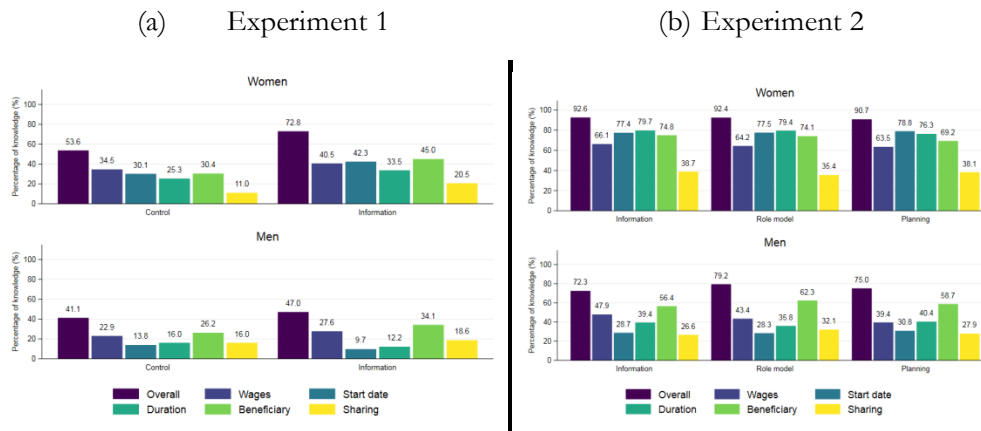 (a) Experiment 1
Women
Percentage of knowledge (%)
100
80
60
40
20
0
53.6 34.5 30.1 25.3 30.4 11.0
72.8 40.5 42.3 33.5 45.0 20.5
Control Information
Men
Percentage of knowledge (%)
100
80
60
40
20
0
41.1 22.9 13.8 16.0 26.2 16.0
47.0 27.6 9.7 12.2 34.1 18.6
Control Information
Overall Wages Start date
Duration Beneficiary Sharing
(b) Experiment 2
Women
Percentage of knowledge (%)
100
80
60
40
20
0
92.6 66.1 77.4 79.7 74.8 38.7
92.4 64.2 77.5 79.4 74.1 35.4
90.7 63.5 78.8 76.3 69.2 38.1
Information Role model Planning
Men
Percentage of knowledge (%)
100
80
60
40
20
0
72.3 47.9 28.7 39.4 56.4 26.6
79.2 43.4 28.3 35.8 62.3 32.1
75.0 39.4 30.8 40.4 58.7 27.9
Information Role model Planning
Overall Wages Start date
Duration Beneficiary Sharing